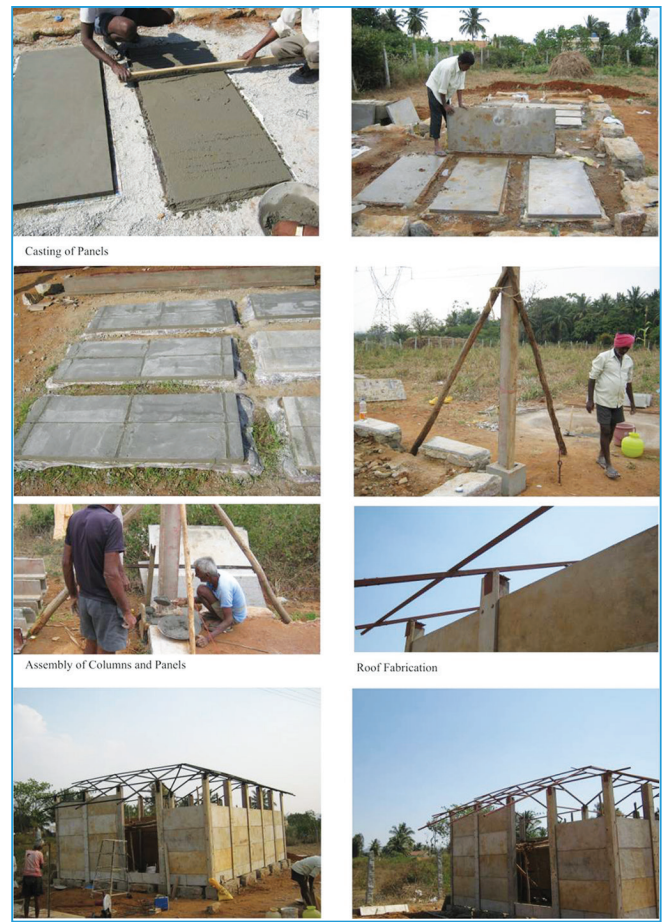 Casting of Panels
Assembly of Columns and Panels
Roof Fabrication